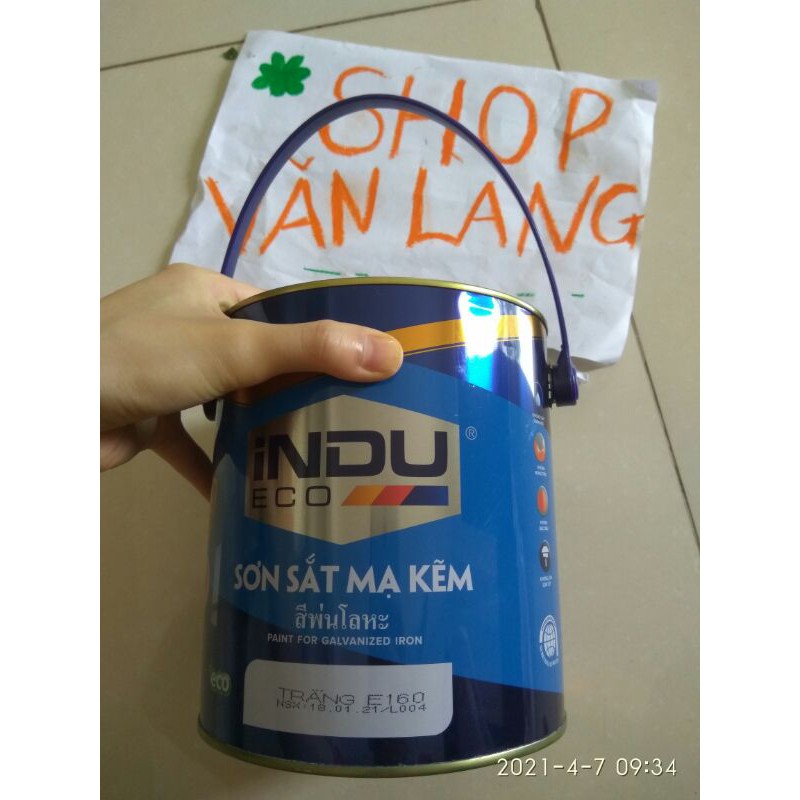 SHOP
VĂN LANG
iNDU®
ECO
SƠN SẮT MẠ KẼM
สีพ่นโลหะ
PAINT FOR GALVANIZED IRON
eco
TRẮNG E160
NSX:18.01.21/L004
2021-4-7 09:34